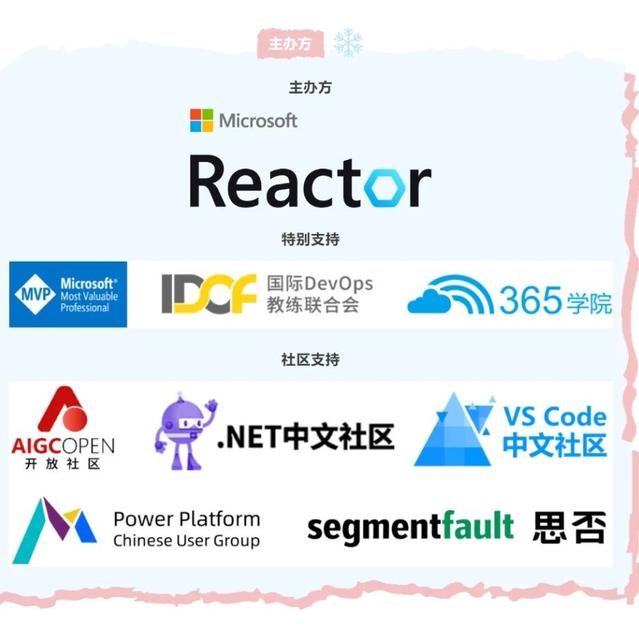 主办方
主办方
Microsoft
Reactor
特别支持
MVP
Microsoft®
Most Valuable
Professional
IDCF
国际DevOps
教练联合会
365学院
社区支持
AIGCOPEN
开放社区
.NET中文社区
VS Code
中文社区
Power Platform
Chinese User Group
segmentfault 思否